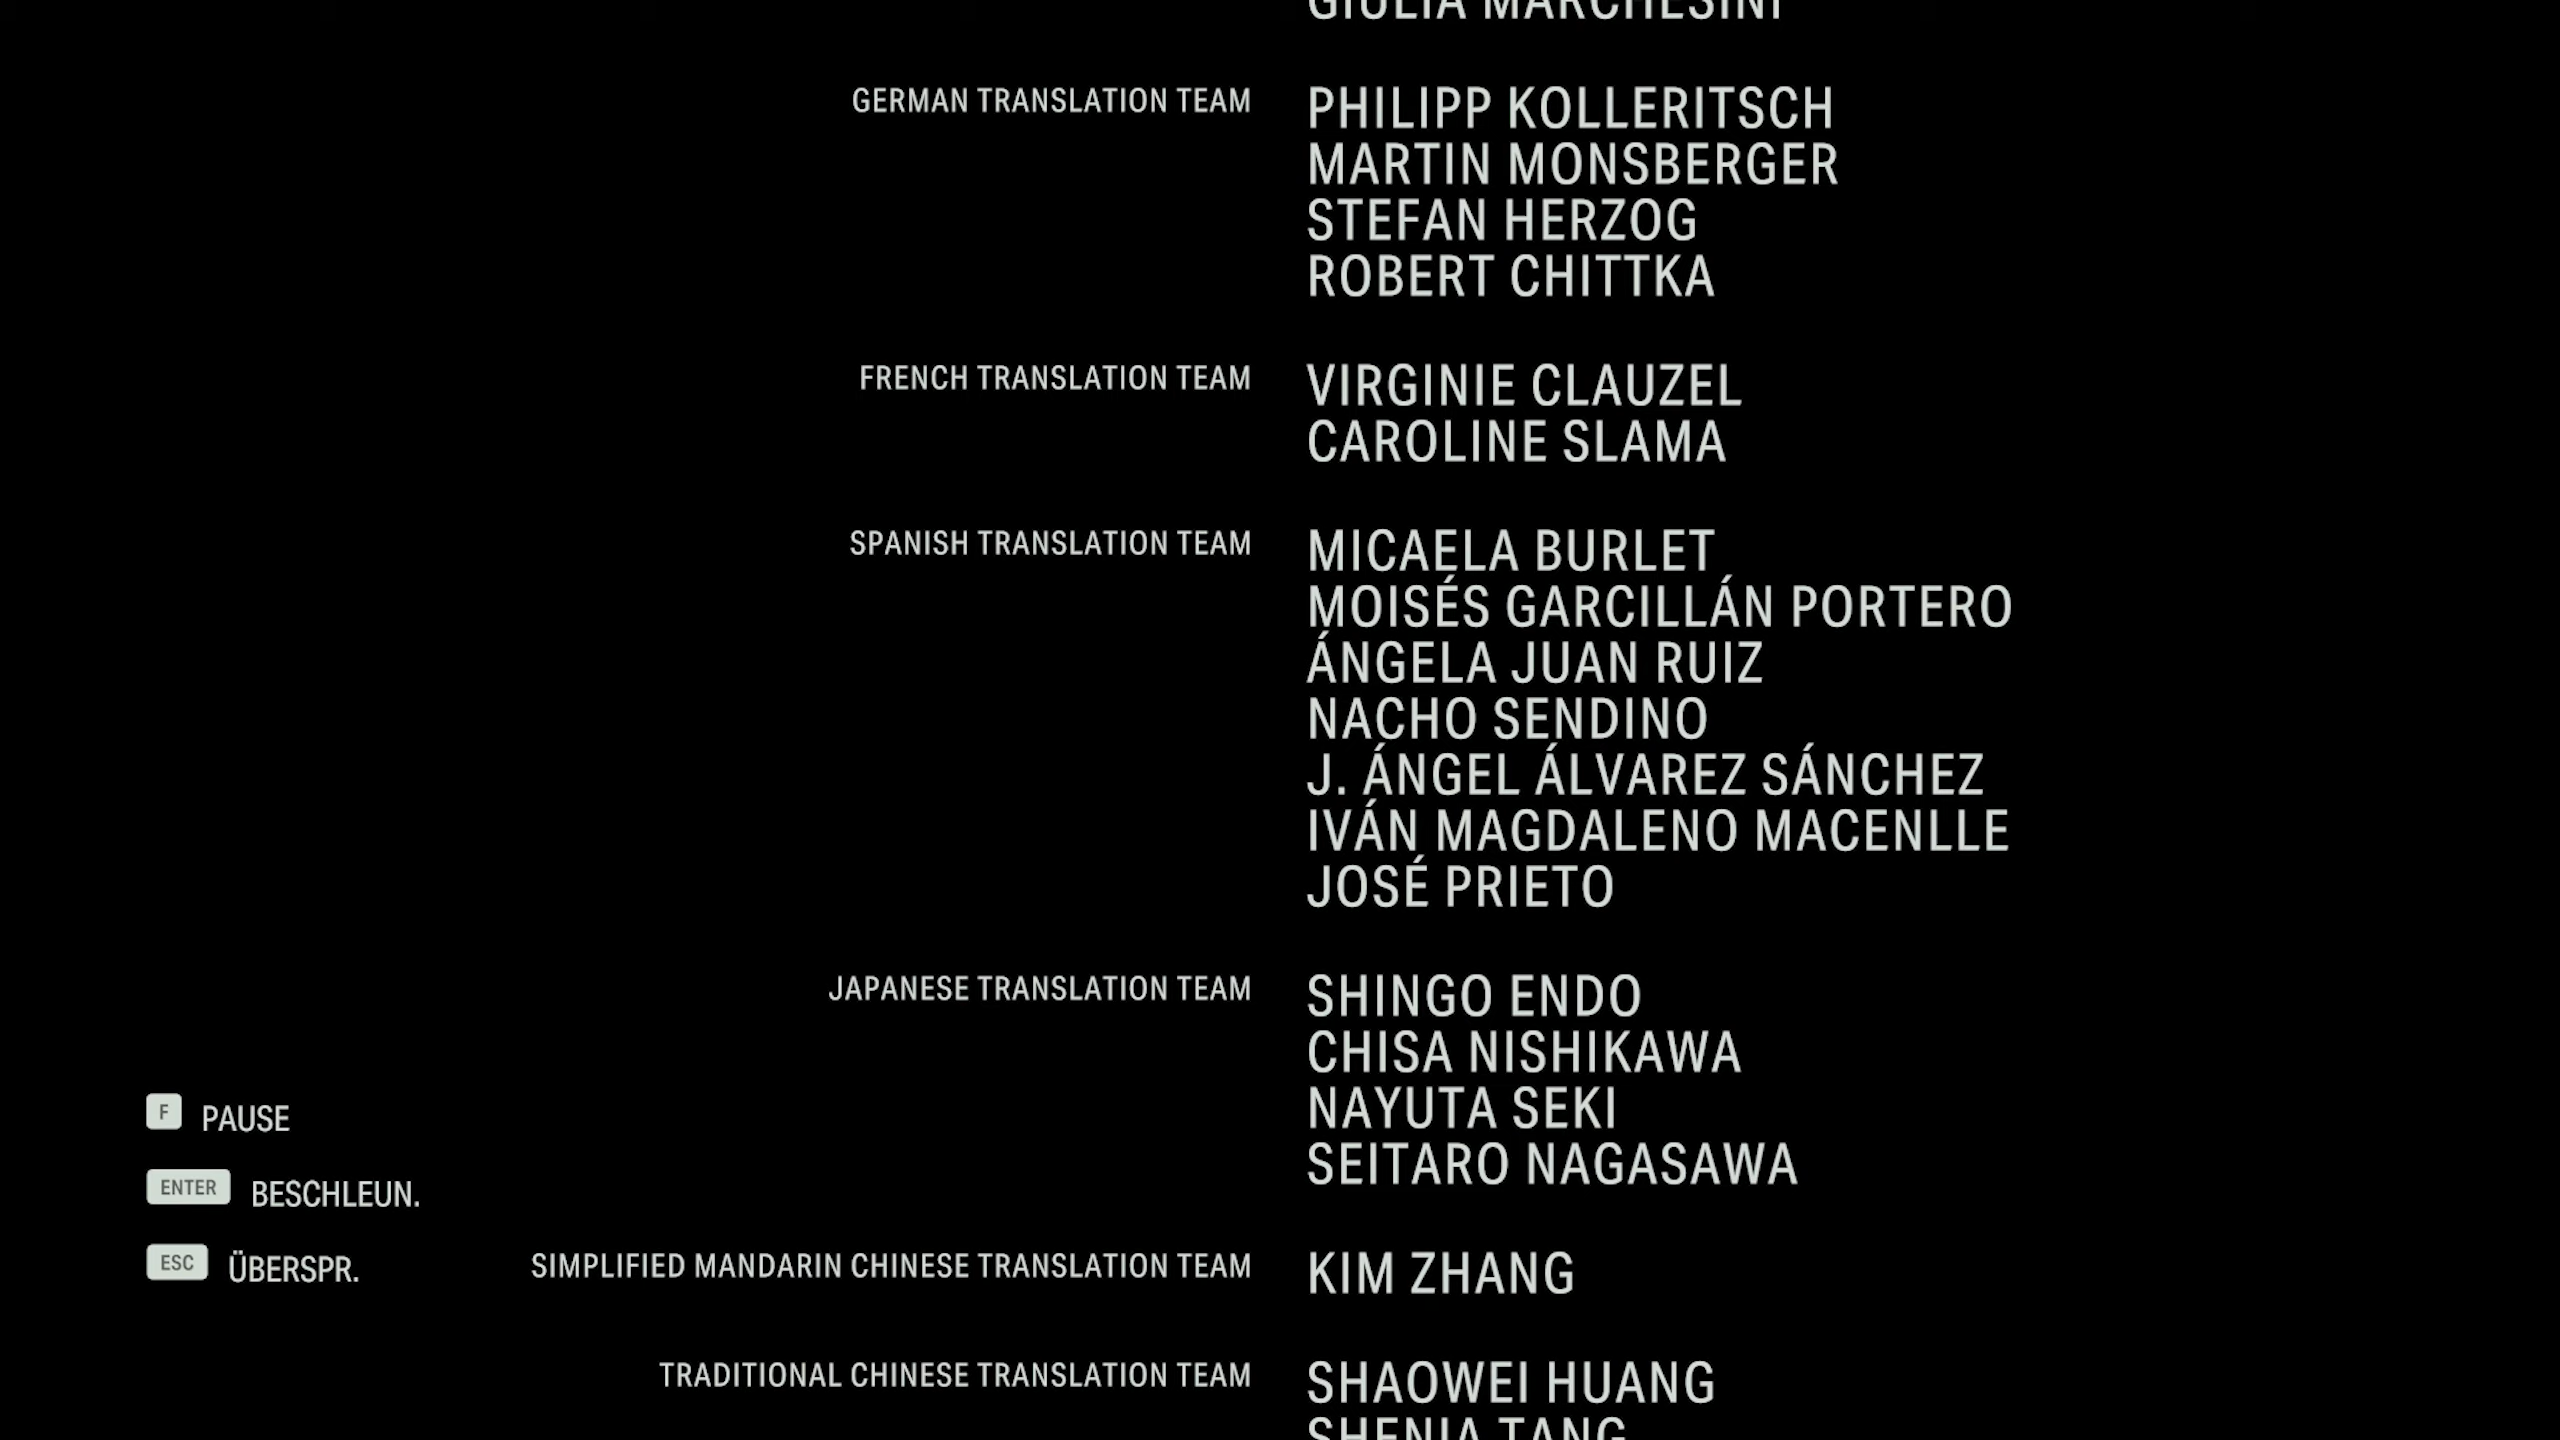 GIULIA MARCHESINI
GERMAN TRANSLATION TEAM PHILIPP KOLLERITSCH
MARTIN MONSBERGER
STEFAN HERZOG
ROBERT CHITTKA
FRENCH TRANSLATION TEAM VIRGINIE CLAUZEL
CAROLINE SLAMA
SPANISH TRANSLATION TEAM MICAELA BURLET
MOISÉS GARCILLÁN PORTERO
ÁNGELA JUAN RUIZ
NACHO SENDINO
J. ÁNGEL ÁLVAREZ SÁNCHEZ
IVÁN MAGDALENO MACENLLE
JOSÉ PRIETO
JAPANESE TRANSLATION TEAM SHINGO ENDO
CHISA NISHIKAWA
NAYUTA SEKI
SEITARO NAGASAWA
F PAUSE
ENTER BESCHLEUN.
ESC ÜBERSPR.
SIMPLIFIED MANDARIN CHINESE TRANSLATION TEAM KIM ZHANG
TRADITIONAL CHINESE TRANSLATION TEAM SHAOWEI HUANG
TANG